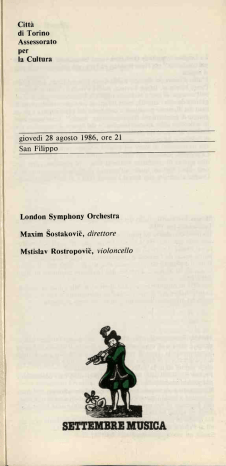 Città
di Torino
Assessorato
per
la Cultura
giovedì 28 agosto 1986, ore 21
San Filippo
London Symphony Orchestra
Maxim Šostakovič, direttore
Mstislav Rostropovič, violoncello
SETTEMBRE MUSICA